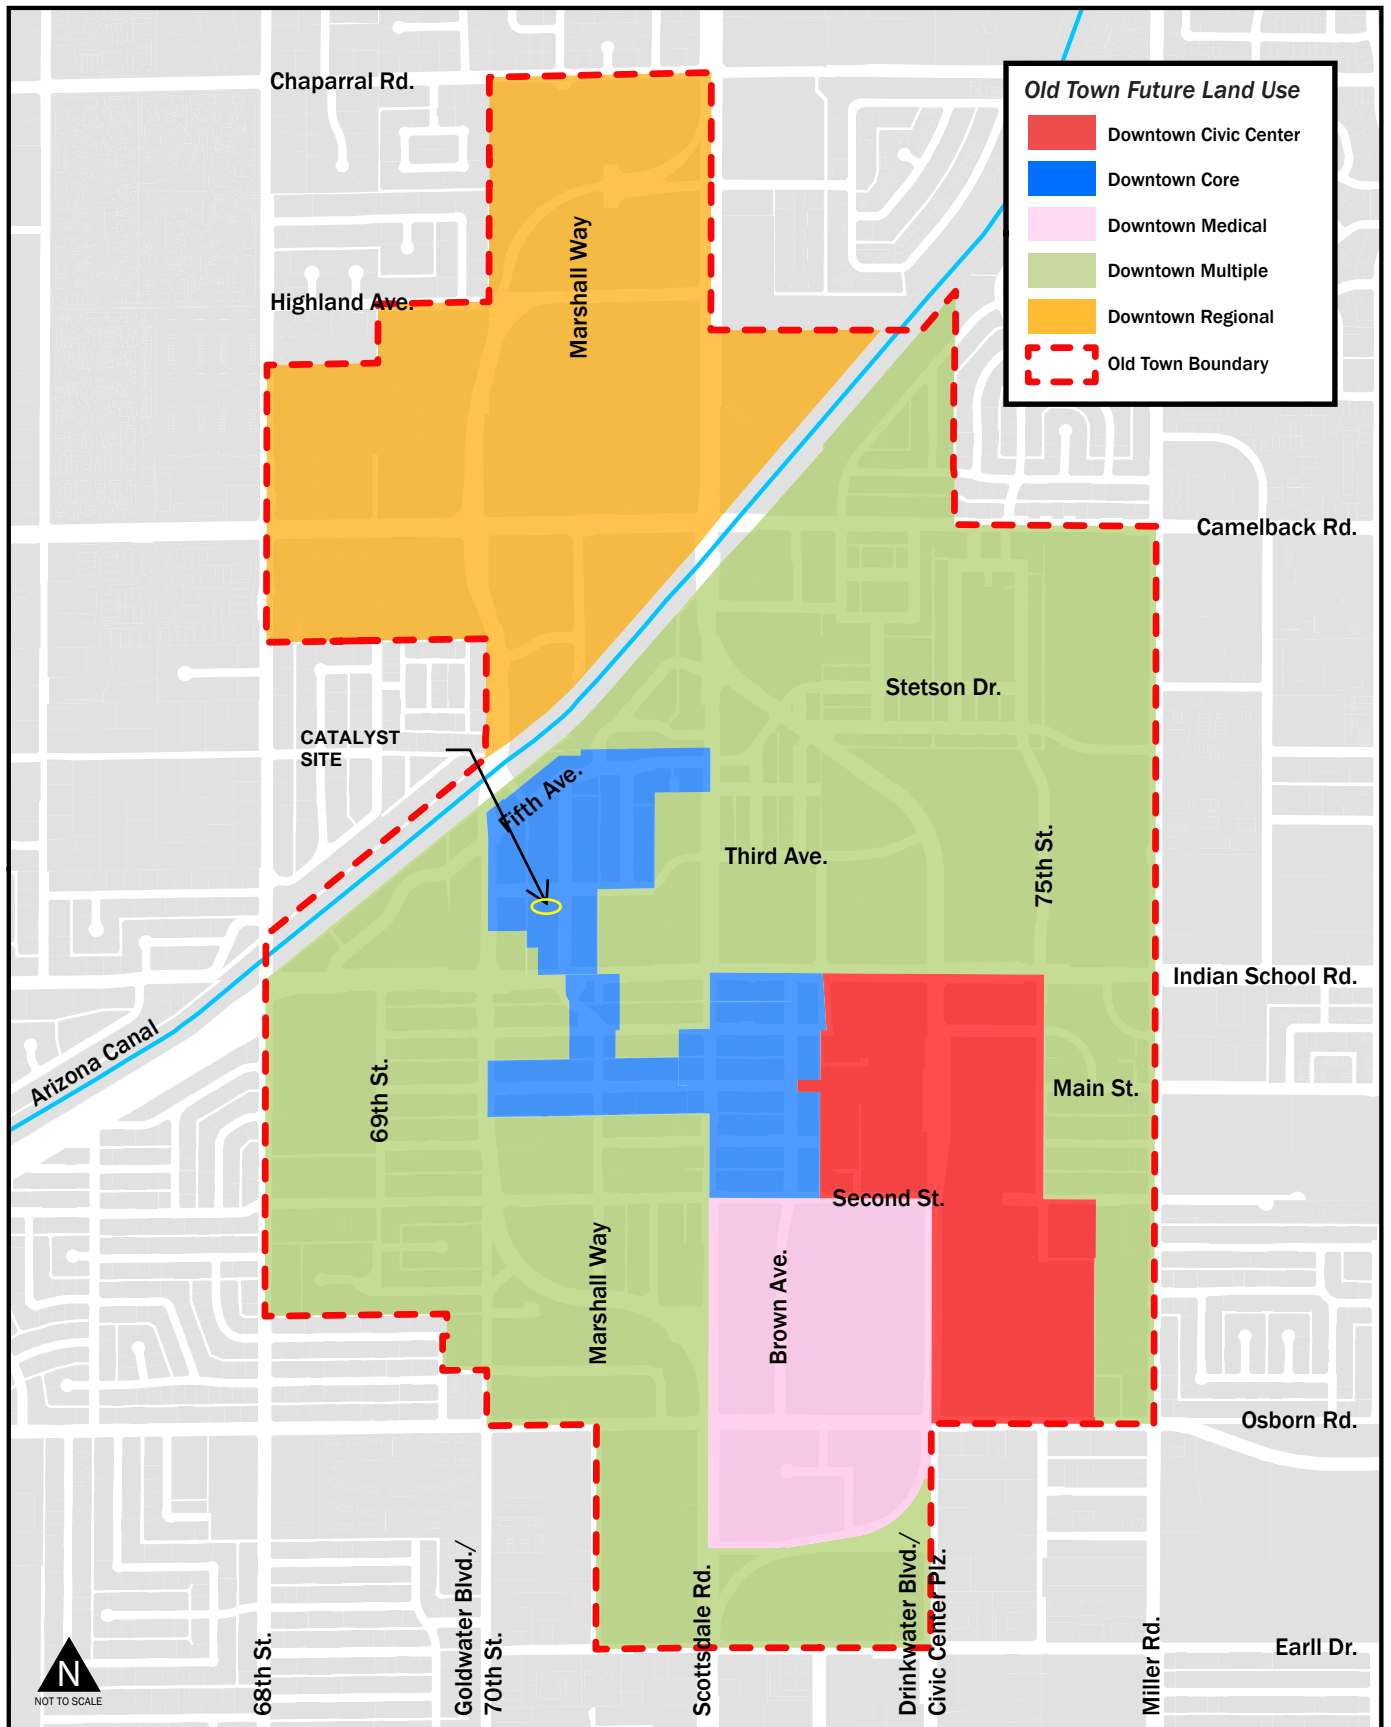 Chaparral Rd.
Old Town Future Land Use
Downtown Civic Center
Downtown Core
Downtown Medical
Downtown Multiple
Downtown Regional
Old Town Boundary
Marshall Way
Highland Ave.
Camelback Rd.
Stetson Dr.
CATALYST
SITE
Fifth Ave.
Third Ave.
75th St.
Indian School Rd.
Arizona Canal
69th St.
Main St.
Second St.
Marshall Way
Brown Ave.
Osborn Rd.
Earll Dr.
N
NOT TO SCALE
68th St.
Goldwater Blvd./
70th St.
Scottsdale Rd.
Drinkwater Blvd./
Civic Center Plz.
Miller Rd.